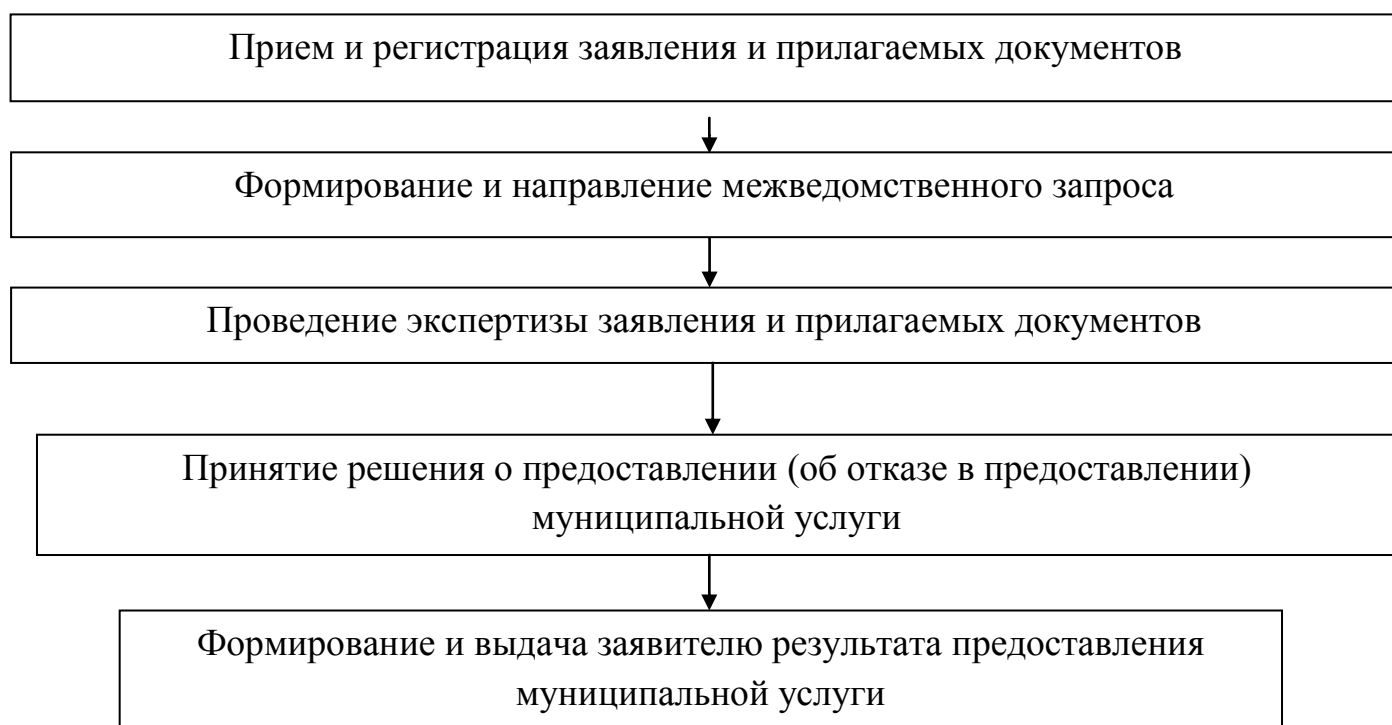 Прием и регистрация заявления и прилагаемых документов
Формирование и направление межведомственного запроса
Проведение экспертизы заявления и прилагаемых документов
Принятие решения о предоставлении (об отказе в предоставлении)
муниципальной услуги
Формирование и выдача заявителю результата предоставления
муниципальной услуги